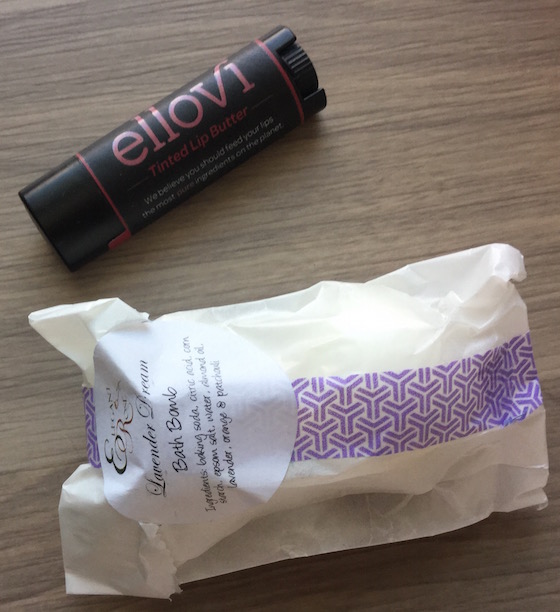 ellovi
Tinted Lip Butter
We believe you should feed your lips
the most pure ingredients on the planet.
Lavender Dream
Bath Bomb
Ingredients: baking soda, citric acid, corn
starch, epsom salt, water, almond oil,
lavender, orange & patchouli